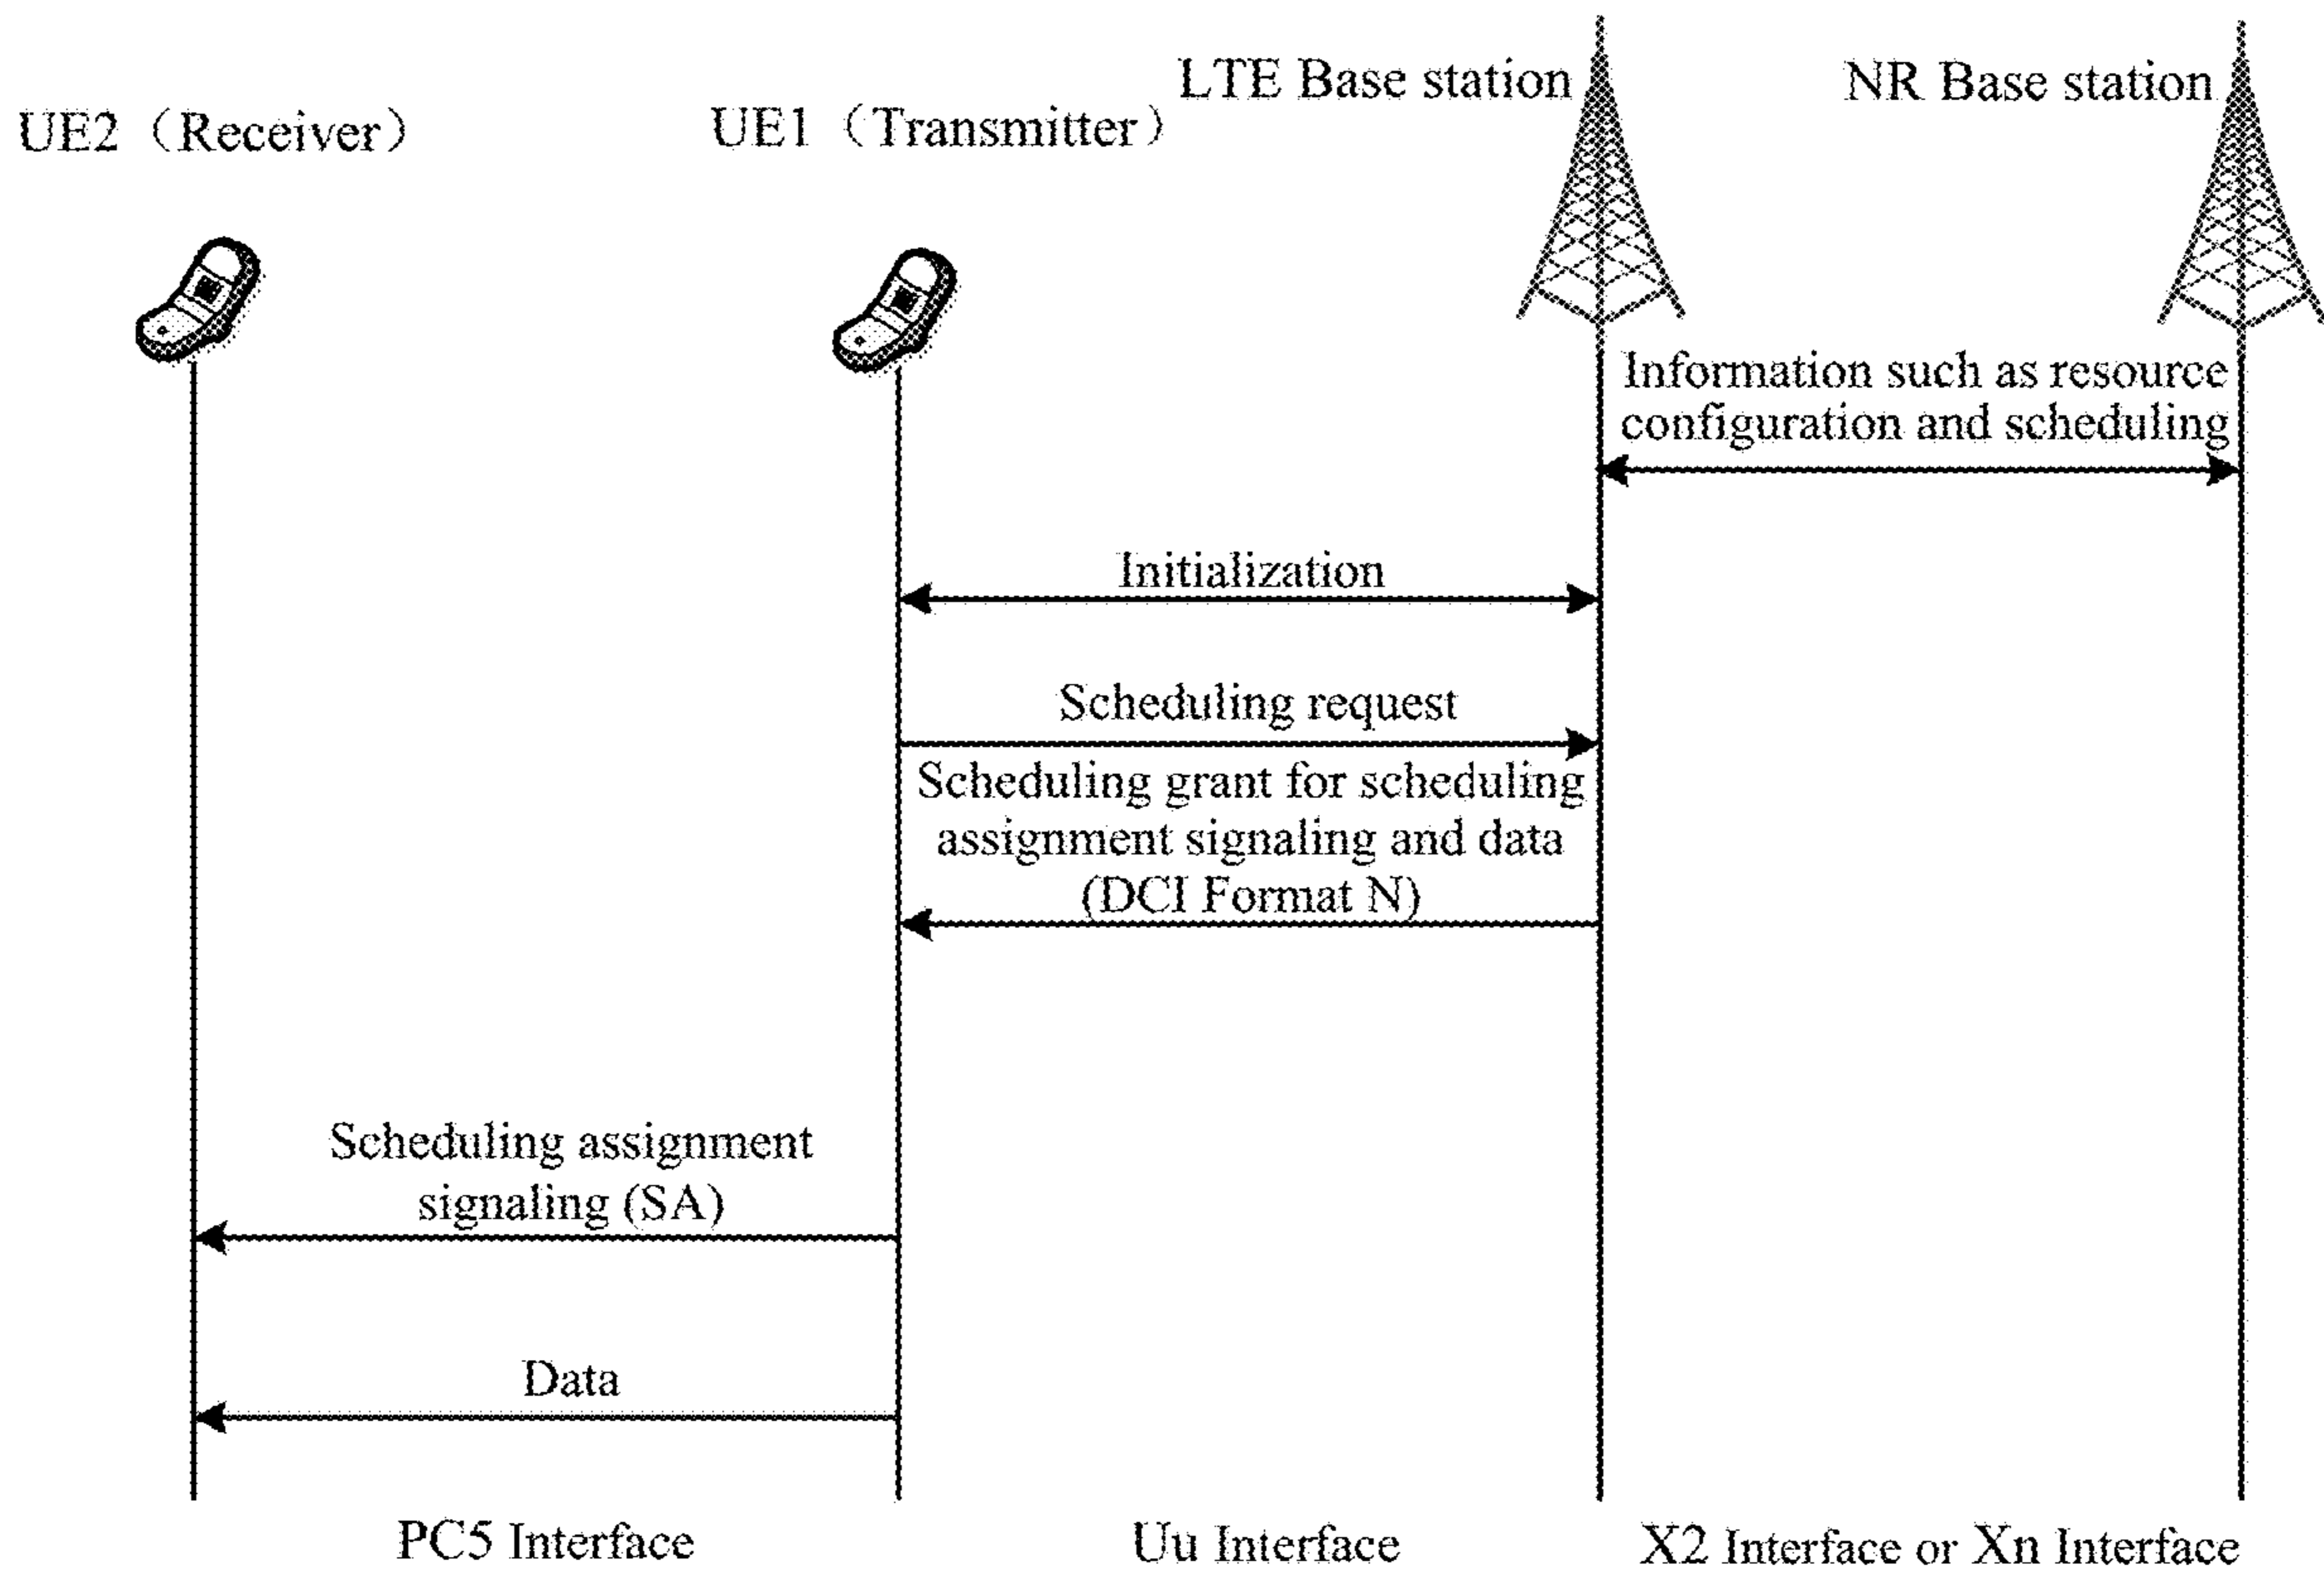 LTE Base station
NR Base station
UE2（Receiver）
UE1（Transmitter）
Information such as resource
configuration and scheduling
Initialization
Scheduling request
Scheduling grant for scheduling
assignment signaling and data
(DCI Format N)
Scheduling assignment
signaling (SA)
Data
PC5 Interface
Uu Interface
X2 Interface or Xn Interface